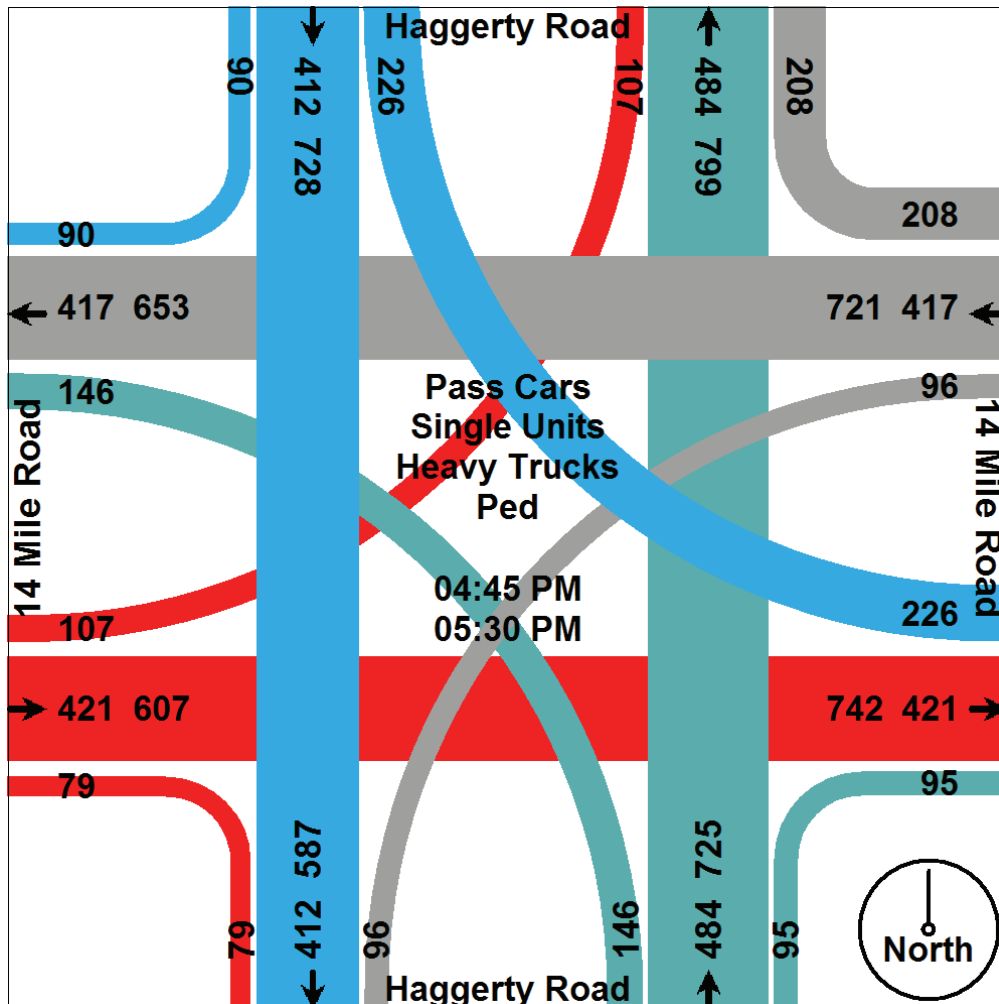 Haggerty Road
90
412 728
226
107
484 799
208
90
208
417 653
721 417
146
96
14 Mile Road
14 Mile Road
Pass Cars
Single Units
Heavy Trucks
Ped
04:45 PM
05:30 PM
107
226
421 607
742 421
79
95
79
412 587
96
146
484 725
95
North
Haggerty Road